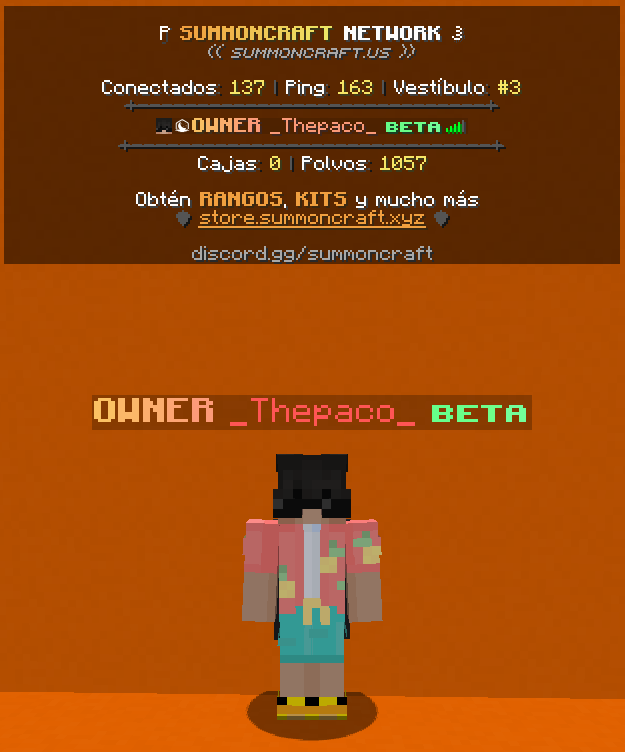 SUMMONCRAFT NETWORK
(( SUMMONCRAFT.US ))
Conectados: 137 | Ping: 163 | Vestíbulo: #3
OWNER _Thepaco_ BETA
Cajas: 0 | Polvos: 1057
Obtén RANGOS, KITS y mucho más
store.summoncraft.xyz
discord.gg/summoncraft
OWNER _Thepaco_ BETA